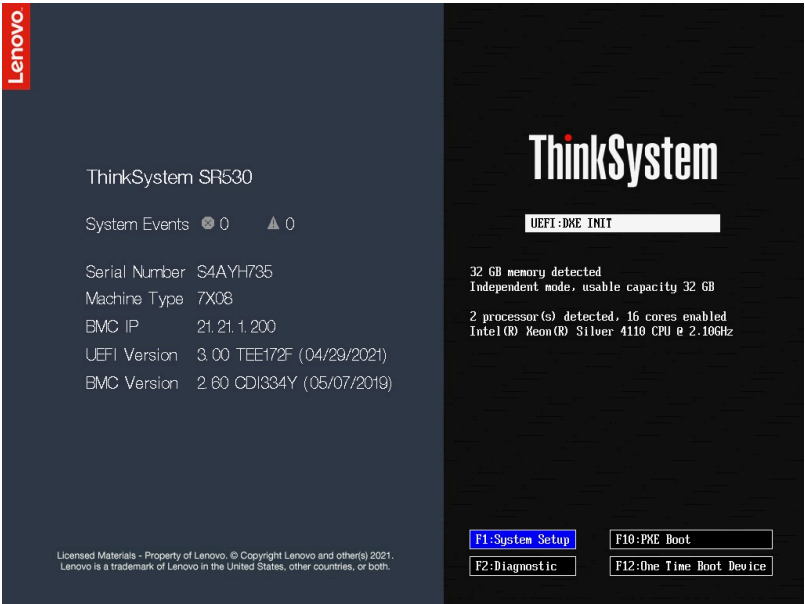 Lenovo.
ThinkSystem SR530
System Events 0 0
Serial Number S4AYH735
Machine Type 7X08
BMC IP 21.21.1.200
UEFI Version 3.00 TEE172F (04/29/2021)
BMC Version 2.60 CDI334Y (05/07/2019)
Licensed Materials - Property of Lenovo. © Copyright Lenovo and other(s) 2021.
Lenovo is a trademark of Lenovo in the United States, other countries, or both.
ThinkSystem
UEFI:DXE INIT
32 GB memory detected
Independent mode, usable capacity 32 GB
2 processor(s) detected, 16 cores enabled
Intel(R) Xeon(R) Silver 4110 CPU @ 2.10GHz
F1:System Setup F10:PXE Boot
F2:Diagnostic F12:One Time Boot Device